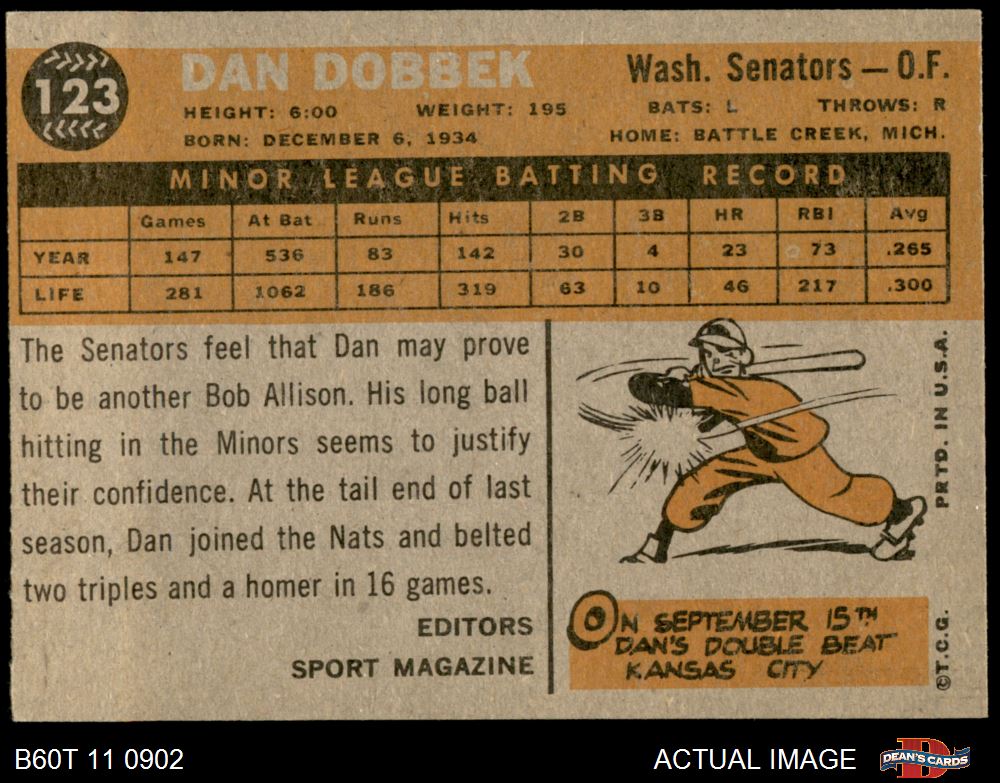 123
DAN DOBBEK
Wash. Senators — O.F.
HEIGHT: 6:00 WEIGHT: 195 BATS: L THROWS: R
BORN: DECEMBER 6, 1934 HOME: BATTLE CREEK, MICH.
MINOR LEAGUE BATTING RECORD
Games At Bat Runs Hits 2B 3B HR RBI Avg
YEAR 147 536 83 142 30 4 23 73 .265
LIFE 281 1062 186 319 63 10 46 217 .300
The Senators feel that Dan may prove
to be another Bob Allison. His long ball
hitting in the Minors seems to justify
their confidence. At the tail end of last
season, Dan joined the Nats and belted
two triples and a homer in 16 games.
EDITORS
SPORT MAGAZINE
ON SEPTEMBER 15TH
DAN'S DOUBLE BEAT
KANSAS CITY
©T.C.G. PRTD. IN U.S.A.
B60T 11 0902 ACTUAL IMAGE
D
DEAN'S CARDS